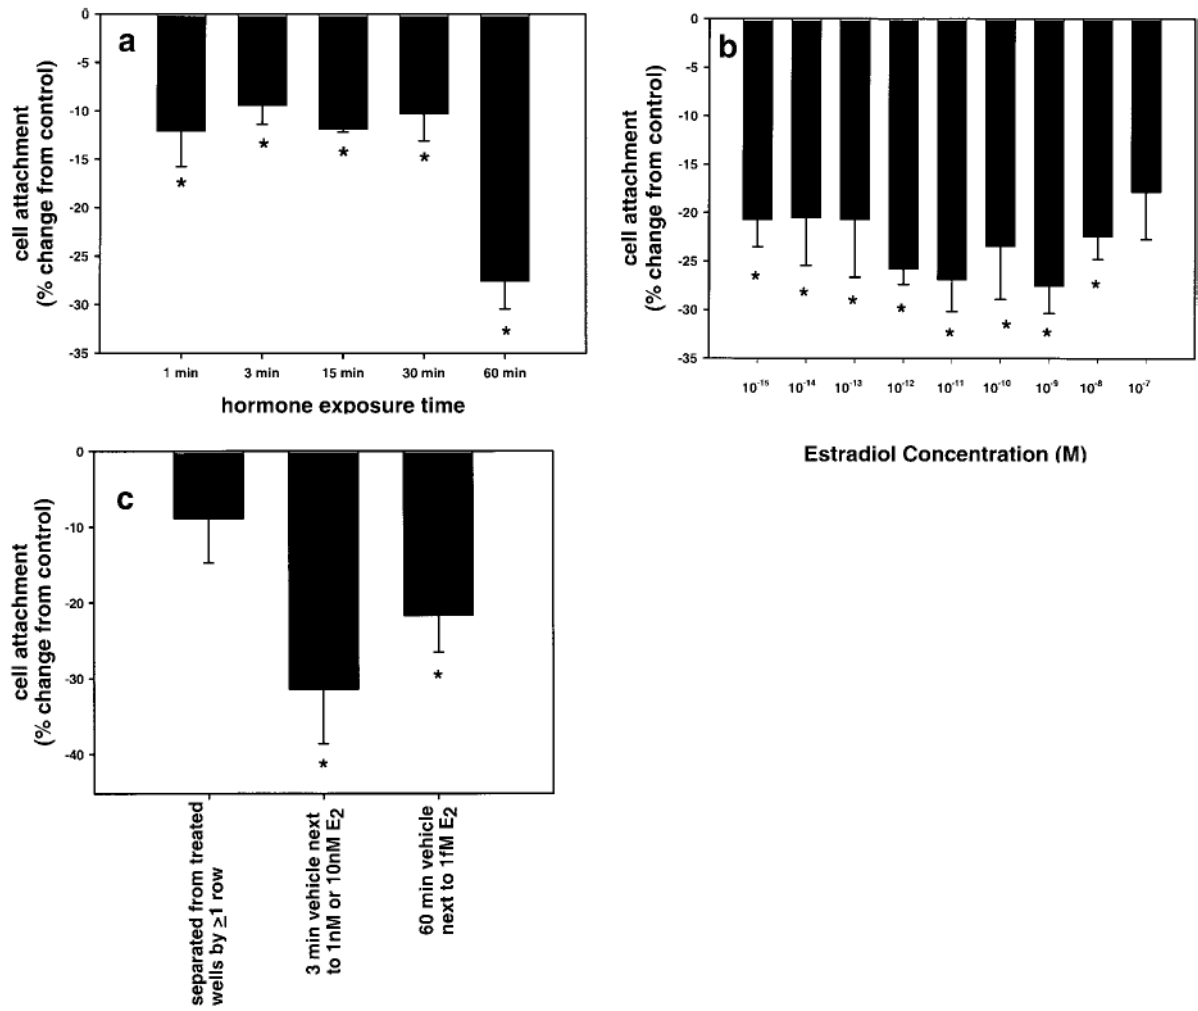 a
0
-5
-10
-15
-20
-25
-30
-35
cell attachment
(% change from control)
*
*
*
*
*
1 min
3 min
15 min
30 min
60 min
hormone exposure time
b
0
-5
-10
-15
-20
-25
-30
-35
cell attachment
(% change from control)
*
*
*
*
*
*
*
*
10-15
10-14
10-13
10-12
10-11
10-10
10-9
10-8
10-7
Estradiol Concentration (M)
c
0
-10
-20
-30
-40
cell attachment
(% change from control)
*
*
separated from treated
wells by ≥1 row
3 min vehicle next
to 1nM or 10nM E2
60 min vehicle
next to 1fM E2